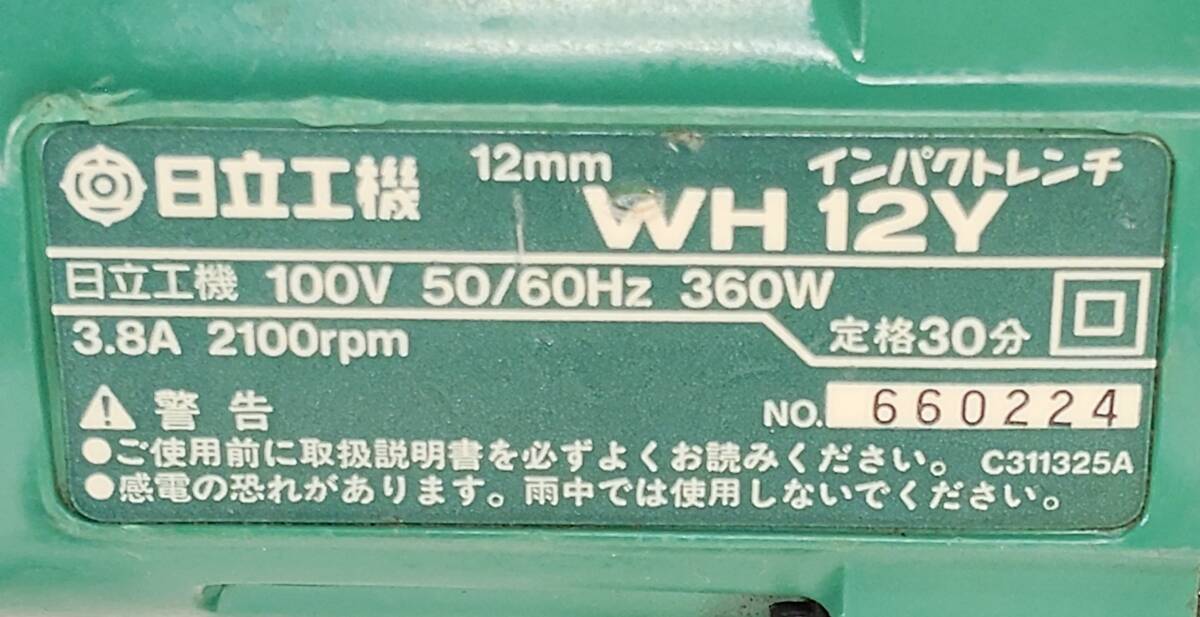 日立工機 12mm インパクトレンチ
WH 12Y
日立工機 100V 50/60Hz 360W
3.8A 2100rpm 定格30分
警告 NO. 660224
●ご使用前に取扱説明書を必ずよくお読みください。 C311325A
●感電の恐れがあります。雨中では使用しないでください。